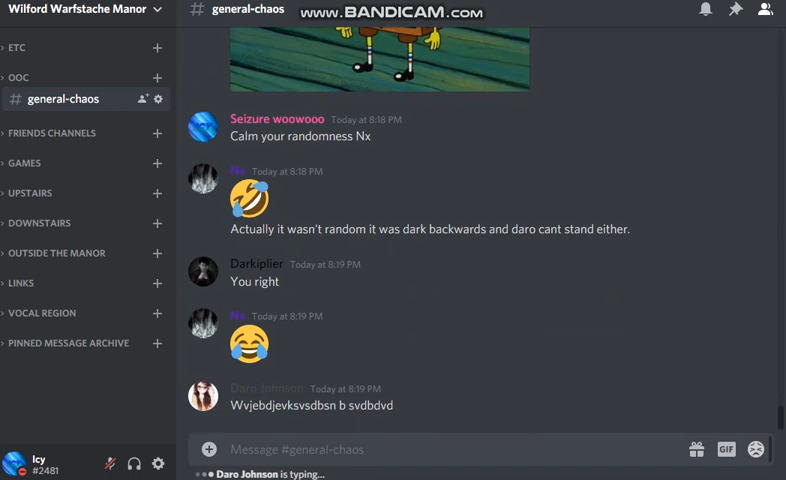 Wilford Warfstache Manor
# general-chaos
www.BANDICAM.com
ETC
OOC
# general-chaos
FRIENDS CHANNELS
GAMES
UPSTAIRS
DOWNSTAIRS
OUTSIDE THE MANOR
LINKS
VOCAL REGION
PINNED MESSAGE ARCHIVE
Icy
#2481
Seizure woowooo Today at 8:18 PM
Calm your randomness Nx
Nx Today at 8:18 PM
Actually it wasn't random it was dark backwards and daro cant stand either.
Darkiplier Today at 8:19 PM
You right
Nx Today at 8:19 PM
Daro Johnson Today at 8:19 PM
Wvjebdjevksvsdbsn b svdbdvd
Message #general-chaos
GIF
Daro Johnson is typing...